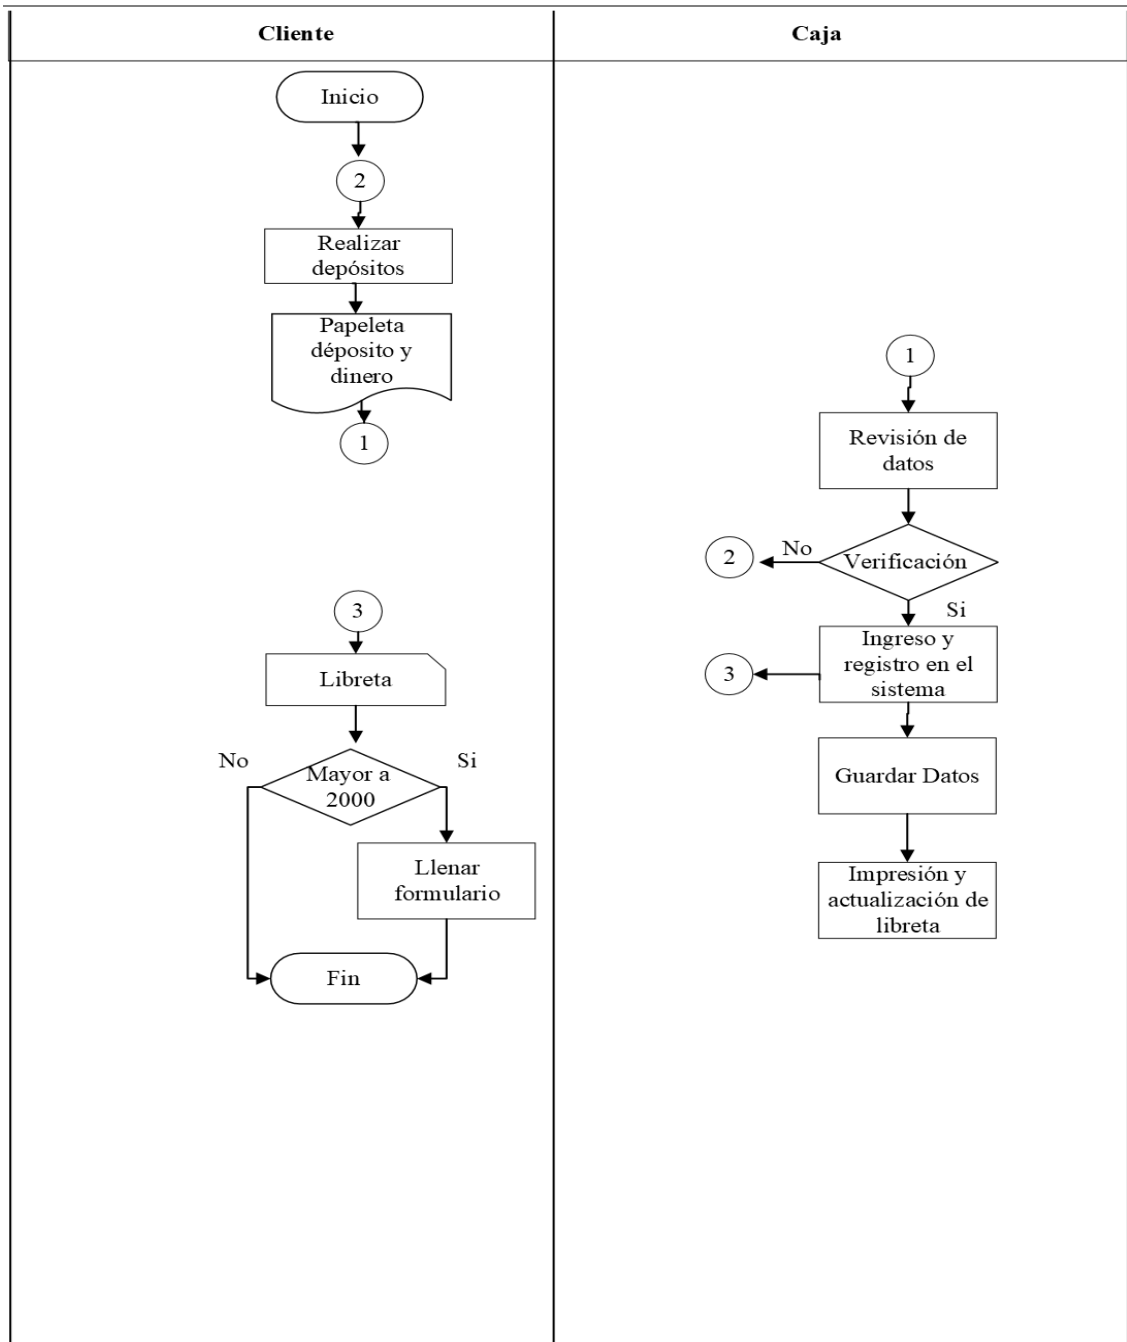 Cliente
Caja
Inicio
2
Realizar
depósitos
Papeleta
déposito y
dinero
1
3
Libreta
No
Si
Mayor a
2000
Llenar
formulario
Fin
1
Revisión de
datos
2
No
Verificación
Si
Ingreso y
registro en el
sistema
3
Guardar Datos
Impresión y
actualización de
libreta